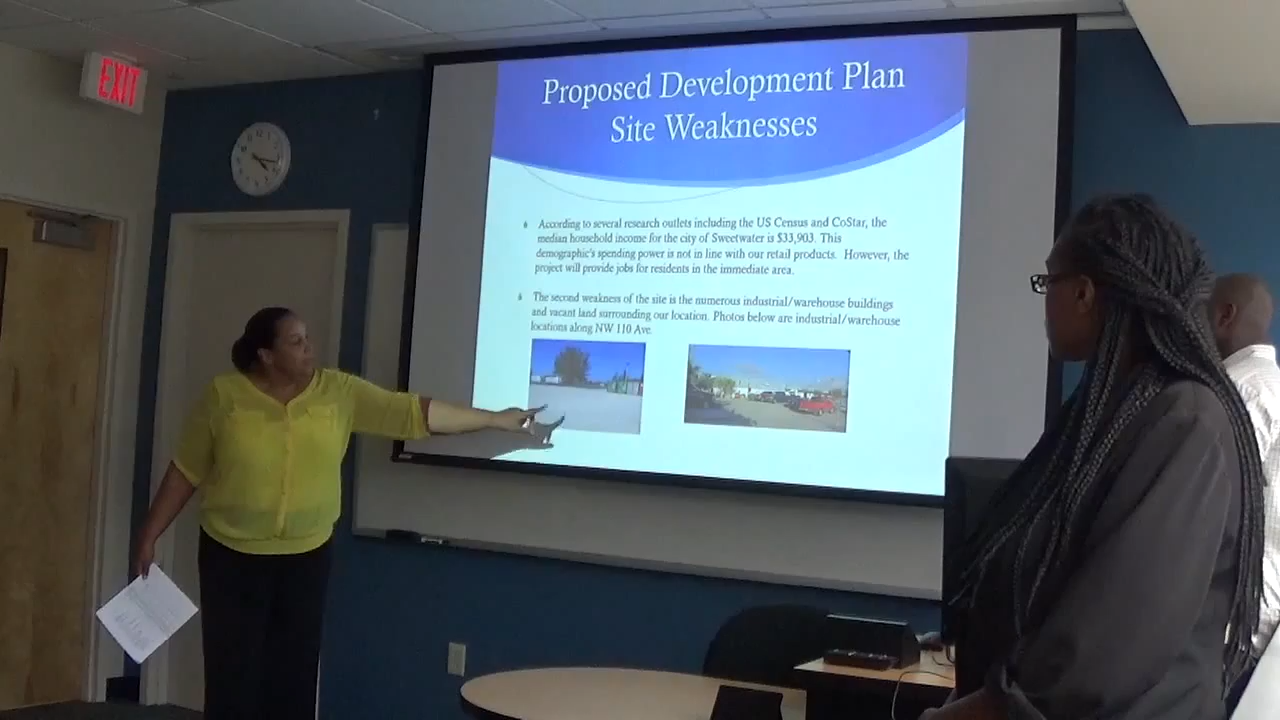 EXIT
Proposed Development Plan
Site Weaknesses
According to several research outlets including the US Census and CoStar, the
median household income for the city of Sweetwater is $33,903. This
demographic's spending power is not in line with our retail products. However, the
project will provide jobs for residents in the immediate area.
The second weakness of the site is the numerous industrial/warehouse buildings
and vacant land surrounding our location. Photos below are industrial/warehouse
locations along NW 110 Ave.